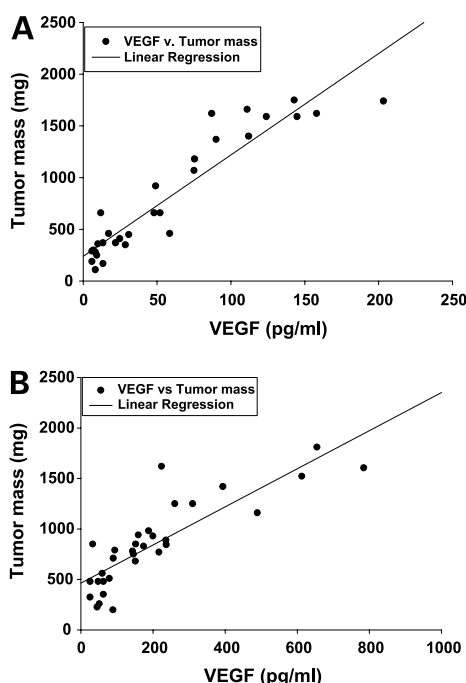 A
2500
VEGF v. Tumor mass
Linear Regression
2000
1500
1000
500
0
Tumor mass (mg)
0 50 100 150 200 250
VEGF (pg/ml)
B
2500
VEGF vs Tumor mass
Linear Regression
2000
1500
1000
500
0
Tumor mass (mg)
0 200 400 600 800 1000
VEGF (pg/ml)